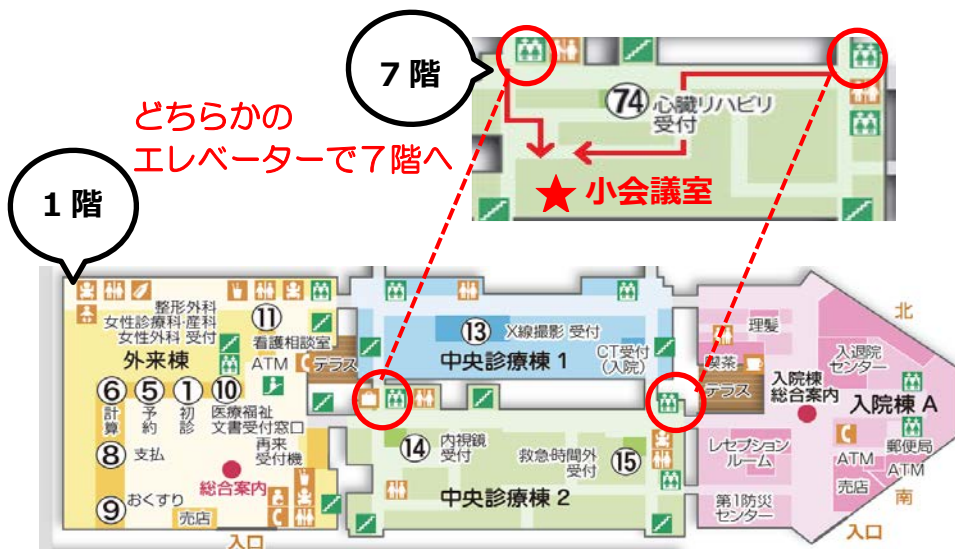 7階
どちらかの
エレベーターで7階へ
74 心臓リハビリ
受付
★ 小会議室
1階
整形外科
女性診療科・産科
女性外科 受付
外来棟
11
看護相談室
ATM
テラス
6
計算
5
予約
1
初診
10
医療福祉
文書受付窓口
再来
受付機
8 支払
総合案内
9 おくすり
売店
入口
13 X線撮影 受付
中央診療棟 1
CT受付
(入院)
14 内視鏡
受付
救急時間外
受付
15
中央診療棟 2
理髪
喫茶
テラス
入院棟
総合案内
レセプション
ルーム
第1防災
センター
北
入退院
センター
入院棟 A
郵便局
ATM
ATM
売店
南
入口